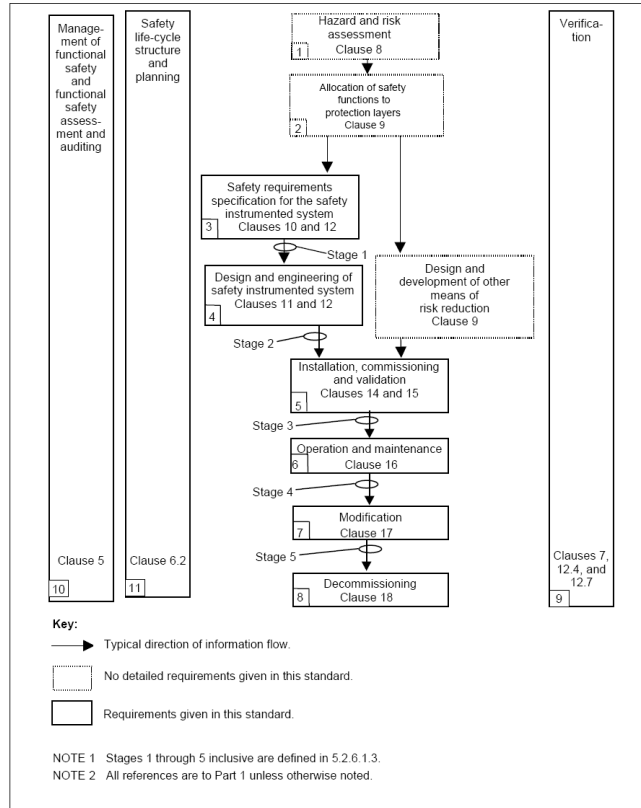 Manage-
ment of
functional
safety
and
functional
safety
assess-
ment and
auditing
Clause 5
10
Safety
life-cycle
structure
and
planning
Clause 6.2
11
Hazard and risk
assessment
Clause 8
1
Allocation of safety
functions to
protection layers
Clause 9
2
Safety requirements
specification for the safety
instrumented system
Clauses 10 and 12
3
Stage 1
Design and engineering of
safety instrumented system
Clauses 11 and 12
4
Design and
development of other
means of
risk reduction
Clause 9
Stage 2
Installation, commissioning
and validation
Clauses 14 and 15
5
Stage 3
Operation and maintenance
Clause 16
6
Stage 4
Modification
Clause 17
7
Stage 5
Decommissioning
Clause 18
8
Verifica-
tion
Clauses 7,
12.4, and
12.7
9
Key:
Typical direction of information flow.
No detailed requirements given in this standard.
Requirements given in this standard.
NOTE 1 Stages 1 through 5 inclusive are defined in 5.2.6.1.3.
NOTE 2 All references are to Part 1 unless otherwise noted.